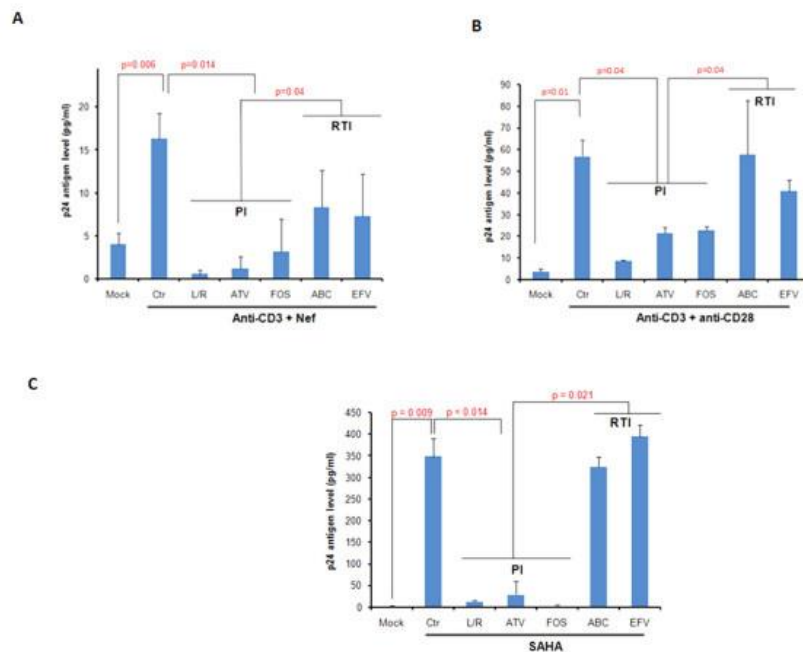 A
p=0.006
p=0.014
p=0.04
RTI
PI
p24 antigen level (pg/ml)
20
15
10
5
0
Mock Ctr L/R ATV FOS ABC EFV
Anti-CD3 + Nef
B
p=0.01
p=0.04
p=0.04
RTI
PI
p24 antigen level (pg/ml)
90
80
70
60
50
40
30
20
10
0
Mock Ctr L/R ATV FOS ABC EFV
Anti-CD3 + anti-CD28
C
p = 0.009
p = 0.014
p = 0.021
RTI
PI
p24 antigen level (pg/ml)
450
400
350
300
250
200
150
100
50
0
Mock Ctr L/R ATV FOS ABC EFV
SAHA